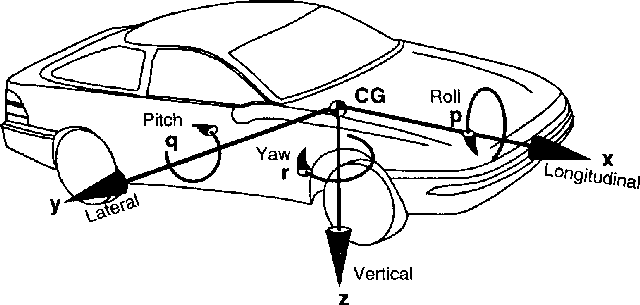 CG
Roll
p
Pitch
q
Yaw
r
x
Longitudinal
y
Lateral
Vertical
z